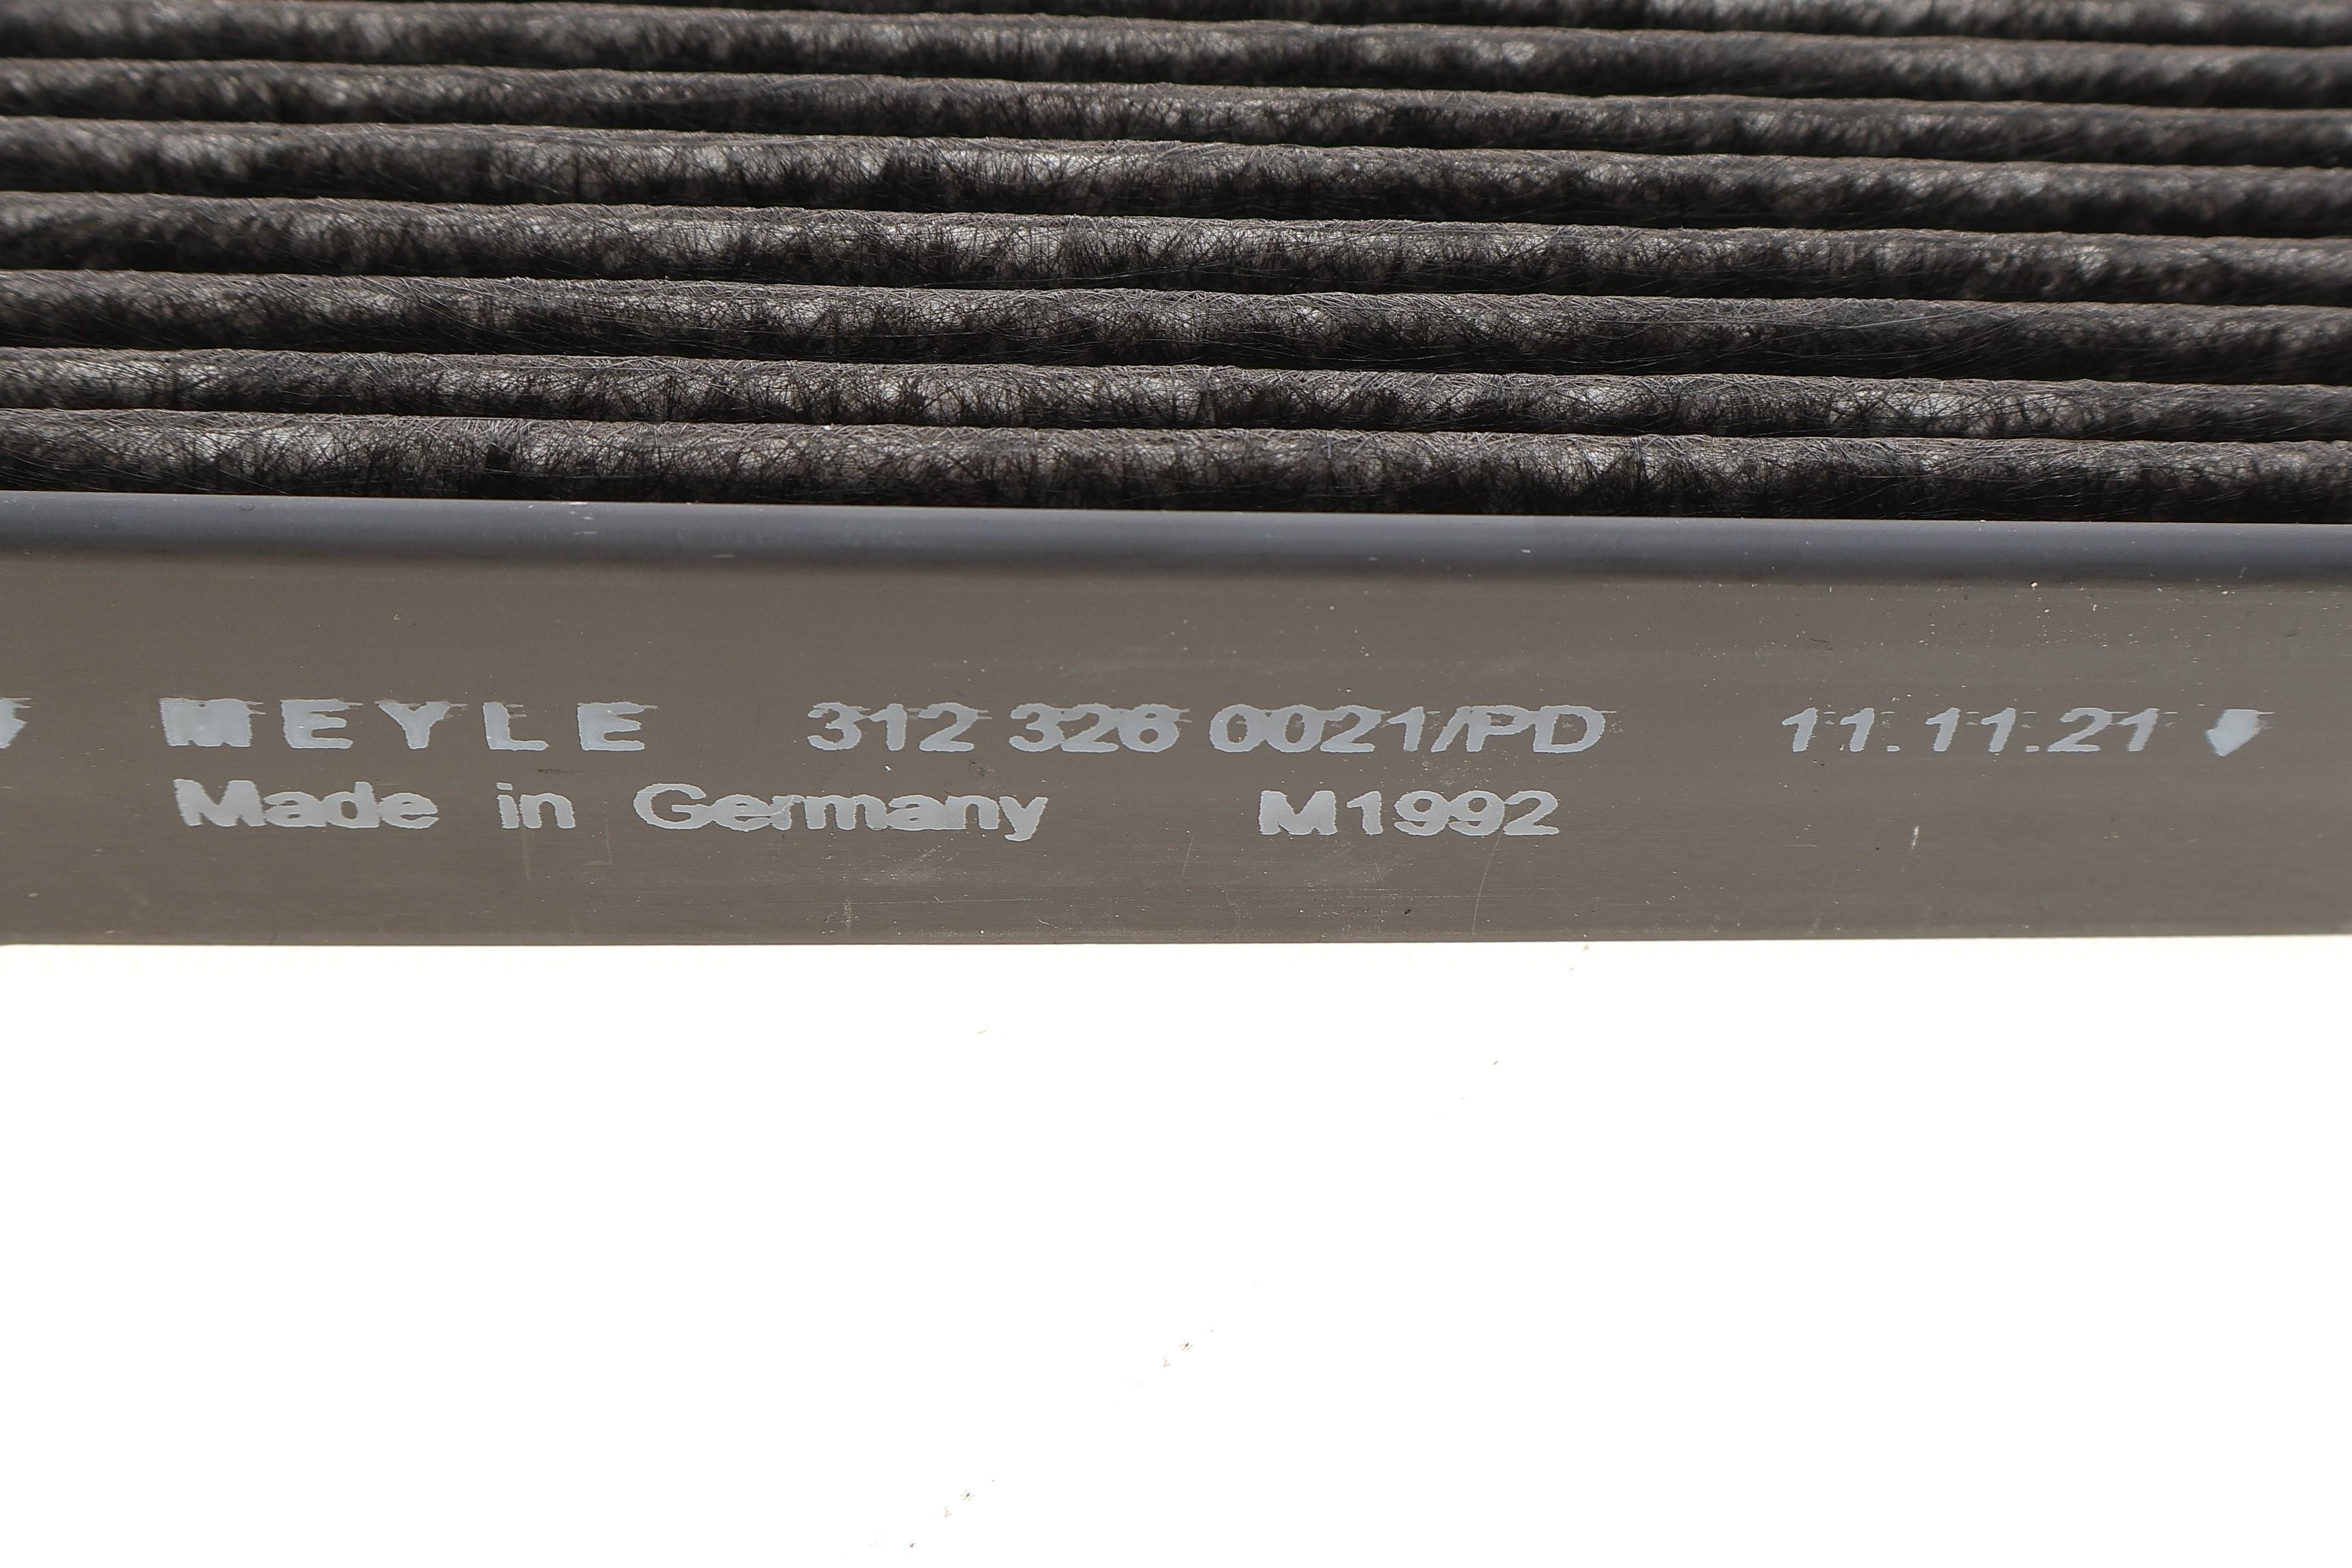 MEYLE 312 326 0021/PD 11.11.21
Made in Germany M1992